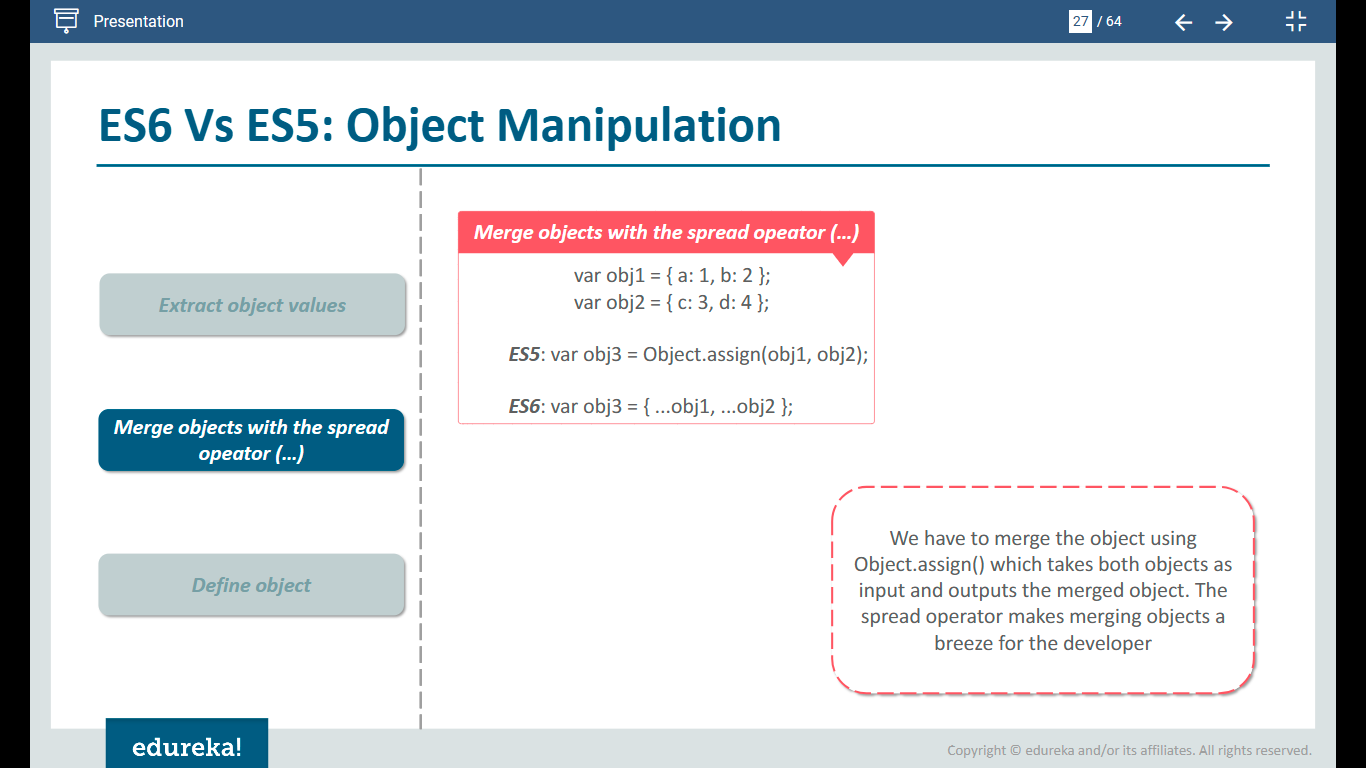 Presentation
27 / 64
ES6 Vs ES5: Object Manipulation
Extract object values
Merge objects with the spread
opeator (...)
Define object
Merge objects with the spread opeator (...)
var obj1 = { a: 1, b: 2 };
var obj2 = { c: 3, d: 4 };
ES5: var obj3 = Object.assign(obj1, obj2);
ES6: var obj3 = { ...obj1, ...obj2 };
We have to merge the object using
Object.assign() which takes both objects as
input and outputs the merged object. The
spread operator makes merging objects a
breeze for the developer
edureka!
Copyright © edureka and/or its affiliates. All rights reserved.